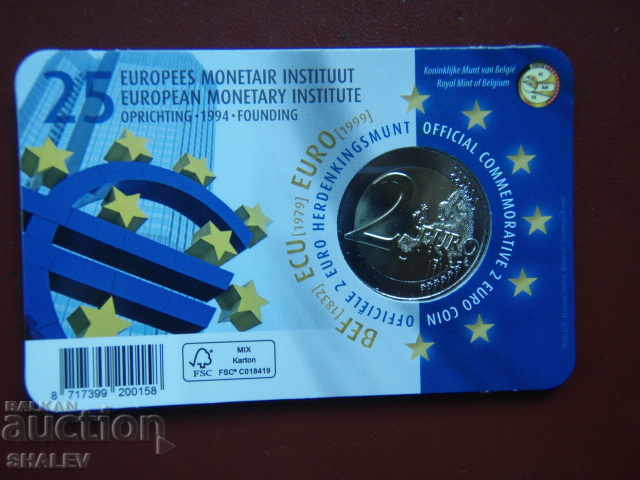 25
EUROPEES MONETAIR INSTITUUT
EUROPEAN MONETARY INSTITUTE
OPRICHTING • 1994 • FOUNDING
Koninklijke Munt van België
Royal Mint of Belgium
BEF [1832] ECU [1979] EURO [1999]
OFFICIËLE 2 EURO HERDENKINGSMUNT
OFFICIAL COMMEMORATIVE 2 EURO COIN
2 EURO
FSC
MIX
Karton
FSC® C018419
8 717399 200158
BALKAN
auction
SHALEV